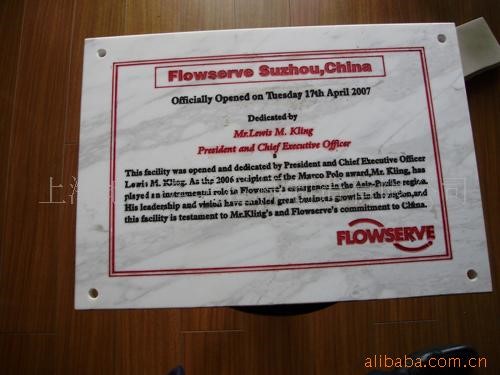 Flowserve Suzhou,China
Officially Opened on Tuesday 17th April 2007
Dedicated by
Mr.Lewis M. Kling
President and Chief Executive Officer
This facility was opened and dedicated by President and Chief Executive Officer
Lewis M. Kling. As the 2006 recipient of the Mavco Polo award,Mr. Kling, has
played an instrumental role in Flowserve's emergence in the Asia-Pacific region.
His leadership and vision have enabled great business growth in the region,and
this facility is testament to Mr.Kling's and Flowserve's commitment to China.
FLOWSERVE
上海
司
alibaba.com.cn